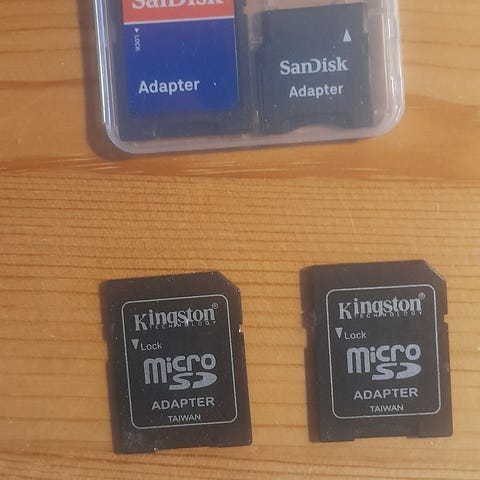 SanDisk
LOCK
Adapter
SanDisk
Adapter
Kingston®
TECHNOLOGY
Lock
Micro
SD
ADAPTER
TAIWAN
Kingston®
TECHNOLOGY
Lock
Micro
SD
ADAPTER
TAIWAN